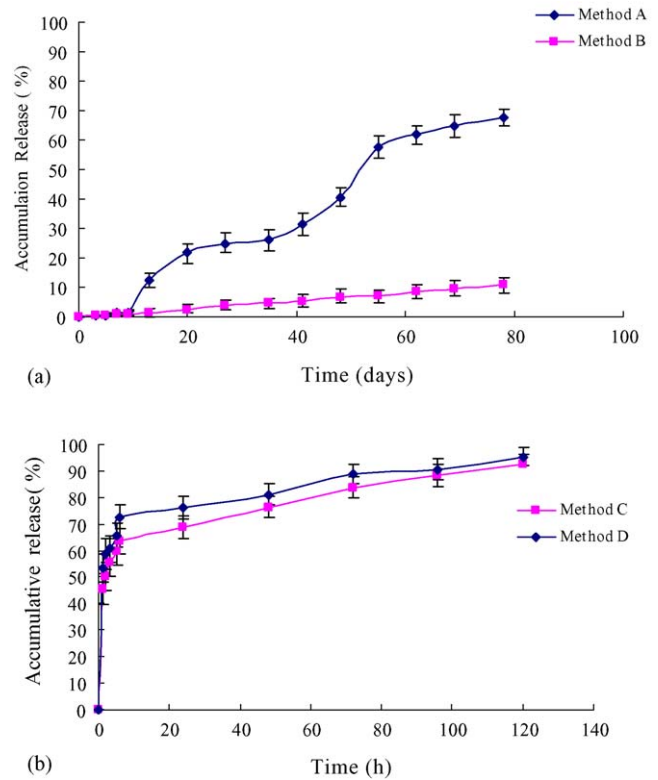 Method A
Method B
100
90
80
70
60
50
40
30
20
10
0
Accumulaion Release ( %)
0 20 40 60 80 100
Time (days)
(a)
100
90
80
70
60
50
40
30
20
10
0
Accumulative release( %)
Method C
Method D
0 20 40 60 80 100 120 140
Time (h)
(b)